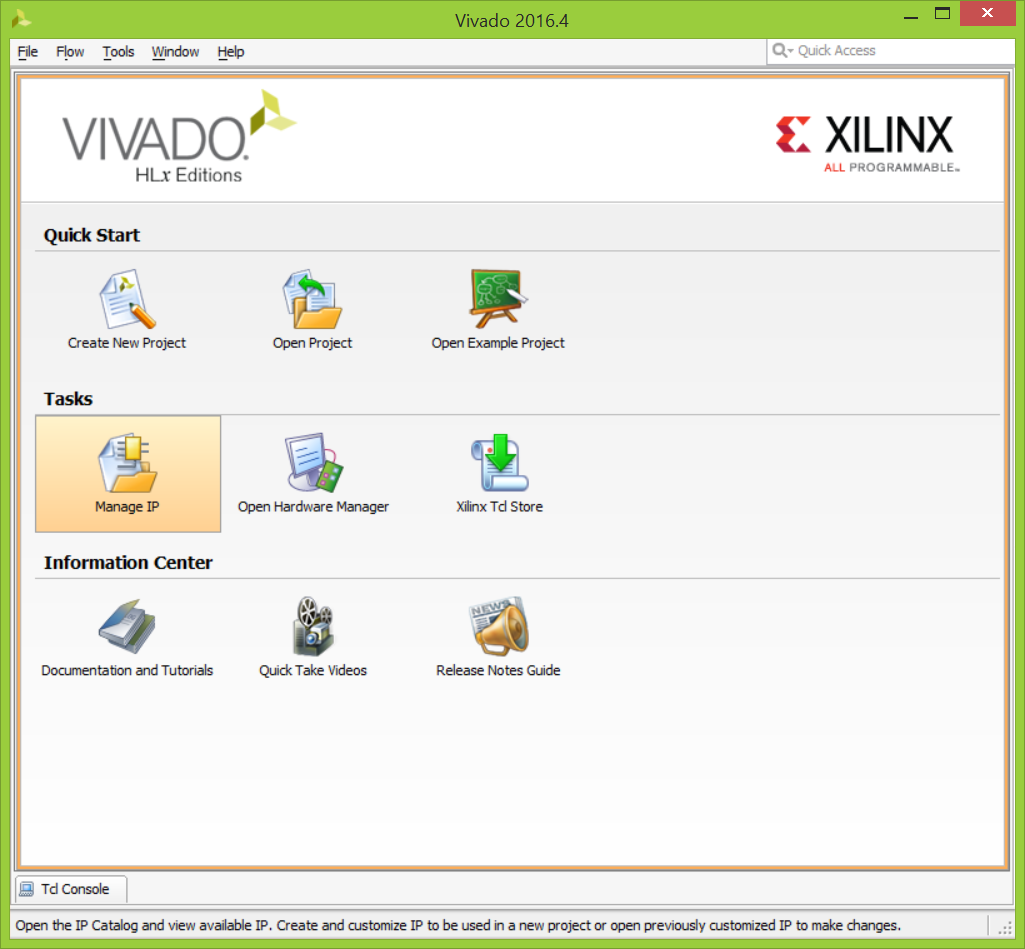 Vivado 2016.4
File Flow Tools Window Help
Quick Access
VIVADO.
HLx Editions
XILINX
ALL PROGRAMMABLE™
Quick Start
Create New Project
Open Project
Open Example Project
Tasks
Manage IP
Open Hardware Manager
Xilinx Tcl Store
Information Center
NEWS
Documentation and Tutorials
Quick Take Videos
Release Notes Guide
Tcl Console
Open the IP Catalog and view available IP. Create and customize IP to be used in a new project or open previously customized IP to make changes.